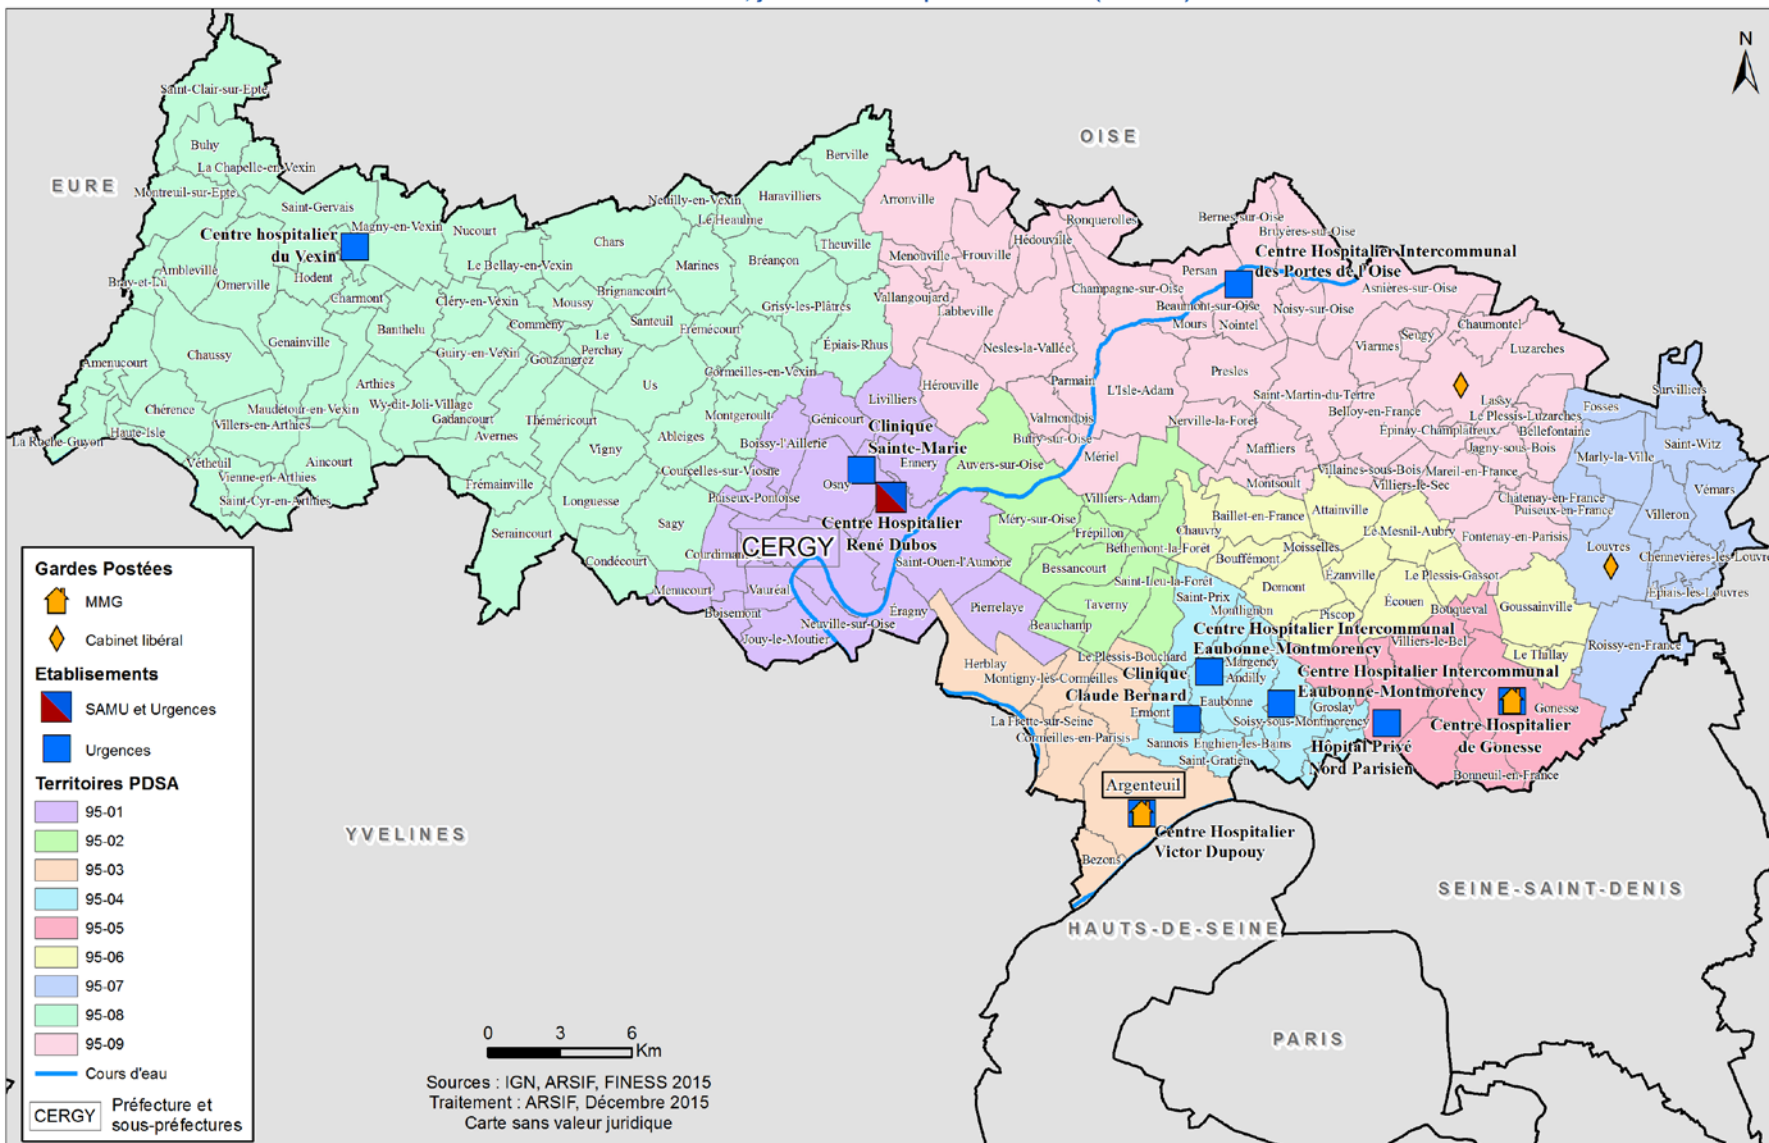 N
OISE
EURE
YVELINES
HAUTS-DE-SEINE
SEINE-SAINT-DENIS
PARIS
Saint-Clair-sur-Epte
Buhy
La Chapelle-en-Vexin
Montreuil-sur-Epte
Saint-Gervais
Magny-en-Vexin
Centre hospitalier
du Vexin
Hodent
Ambleville
Bray-et-Lû
Omerville
Charmont
Nucourt
Le Bellay-en-Vexin
Chars
Neuilly-en-Vexin
Le Heaulme
Haravilliers
Berville
Theuville
Marines
Bréançon
Brignancourt
Cléry-en-Vexin
Moussy
Commeny
Santeuil
Frémécourt
Grisy-les-Plâtres
Épiais-Rhus
Banthelu
Genainville
Chaussy
Amenucourt
Guiry-en-Vexin
Gouzangrez
Le
Perchay
Us
Cormeilles-en-Vexin
Arthies
Chérence
Maudétour-en-Vexin
Wy-dit-Joli-Village
Villers-en-Arthies
Gadancourt
Avernes
Théméricourt
Montgeroult
Ableiges
Vigny
La Roche-Guyon
Haute-Isle
Vétheuil
Vienne-en-Arthies
Aincourt
Saint-Cyr-en-Arthies
Frémainville
Longuesse
Courcelles-sur-Viosne
Seraincourt
Sagy
Condécourt
Arronville
Menouville
Frouville
Hédouville
Ronquerolles
Vallangoujard
Labbeville
Nesles-la-Vallée
Hérouville
Champagne-sur-Oise
Parmain
Valmondois
Butry-sur-Oise
L'Isle-Adam
Mériel
Bernes-sur-Oise
Bruyères-sur-Oise
Centre Hospitalier Intercommunal
des Portes de l'Oise
Persan
Asnières-sur-Oise
Beaumont-sur-Oise
Mours
Nointel
Noisy-sur-Oise
Viarmes
Seugy
Chaumontel
Luzarches
Presles
Saint-Martin-du-Tertre
Nerville-la-Forêt
Belloy-en-France
Lassy
Le Plessis-Luzarches
Épinay-Champlâtreux
Bellefontaine
Jagny-sous-Bois
Maffliers
Montsoult
Villaines-sous-Bois
Mareil-en-France
Villiers-le-Sec
Châtenay-en-France
Puiseux-en-France
Fontenay-en-Parisis
Fosses
Survilliers
Saint-Witz
Marly-la-Ville
Vémars
Villeron
Louvres
Chennevières-lès-Louvres
Épiais-lès-Louvres
Roissy-en-France
Livilliers
Génicourt
Clinique
Sainte-Marie
Boissy-l'Aillerie
Ennery
Osny
Puiseux-Pontoise
Centre Hospitalier
René Dubos
CERGY
Courdimanche
Saint-Ouen-l'Aumône
Menucourt
Vauréal
Boisemont
Jouy-le-Moutier
Neuville-sur-Oise
Éragny
Pierrelaye
Auvers-sur-Oise
Villiers-Adam
Méry-sur-Oise
Frépillon
Béthemont-la-Forêt
Bessancourt
Saint-Leu-la-Forêt
Taverny
Beauchamp
Chauvry
Baillet-en-France
Attainville
Le Mesnil-Aubry
Bouffémont
Moisselles
Domont
Ézanville
Le Plessis-Gassot
Écouen
Piscop
Bouqueval
Goussainville
Le Thillay
Saint-Prix
Montlignon
Centre Hospitalier Intercommunal
Eaubonne-Montmorency
Margency
Andilly
Clinique
Claude Bernard
Eaubonne
Ermont
Soisy-sous-Montmorency
Groslay
Sannois
Enghien-les-Bains
Saint-Gratien
Villiers-le-Bel
Centre Hospitalier Intercommunal
Eaubonne-Montmorency
Gonesse
Centre Hospitalier
de Gonesse
Hôpital Privé
Nord Parisien
Bonneuil-en-France
Herblay
Le Plessis-Bouchard
Montigny-lès-Cormeilles
La Frette-sur-Seine
Cormeilles-en-Parisis
Argenteuil
Centre Hospitalier
Victor Dupouy
Bezons
Gardes Postées
MMG
Cabinet libéral
Etablisements
SAMU et Urgences
Urgences
Territoires PDSA
95-01
95-02
95-03
95-04
95-05
95-06
95-07
95-08
95-09
Cours d'eau
CERGY
Préfecture et
sous-préfectures
0 3 6
Km
Sources : IGN, ARSIF, FINESS 2015
Traitement : ARSIF, Décembre 2015
Carte sans valeur juridique